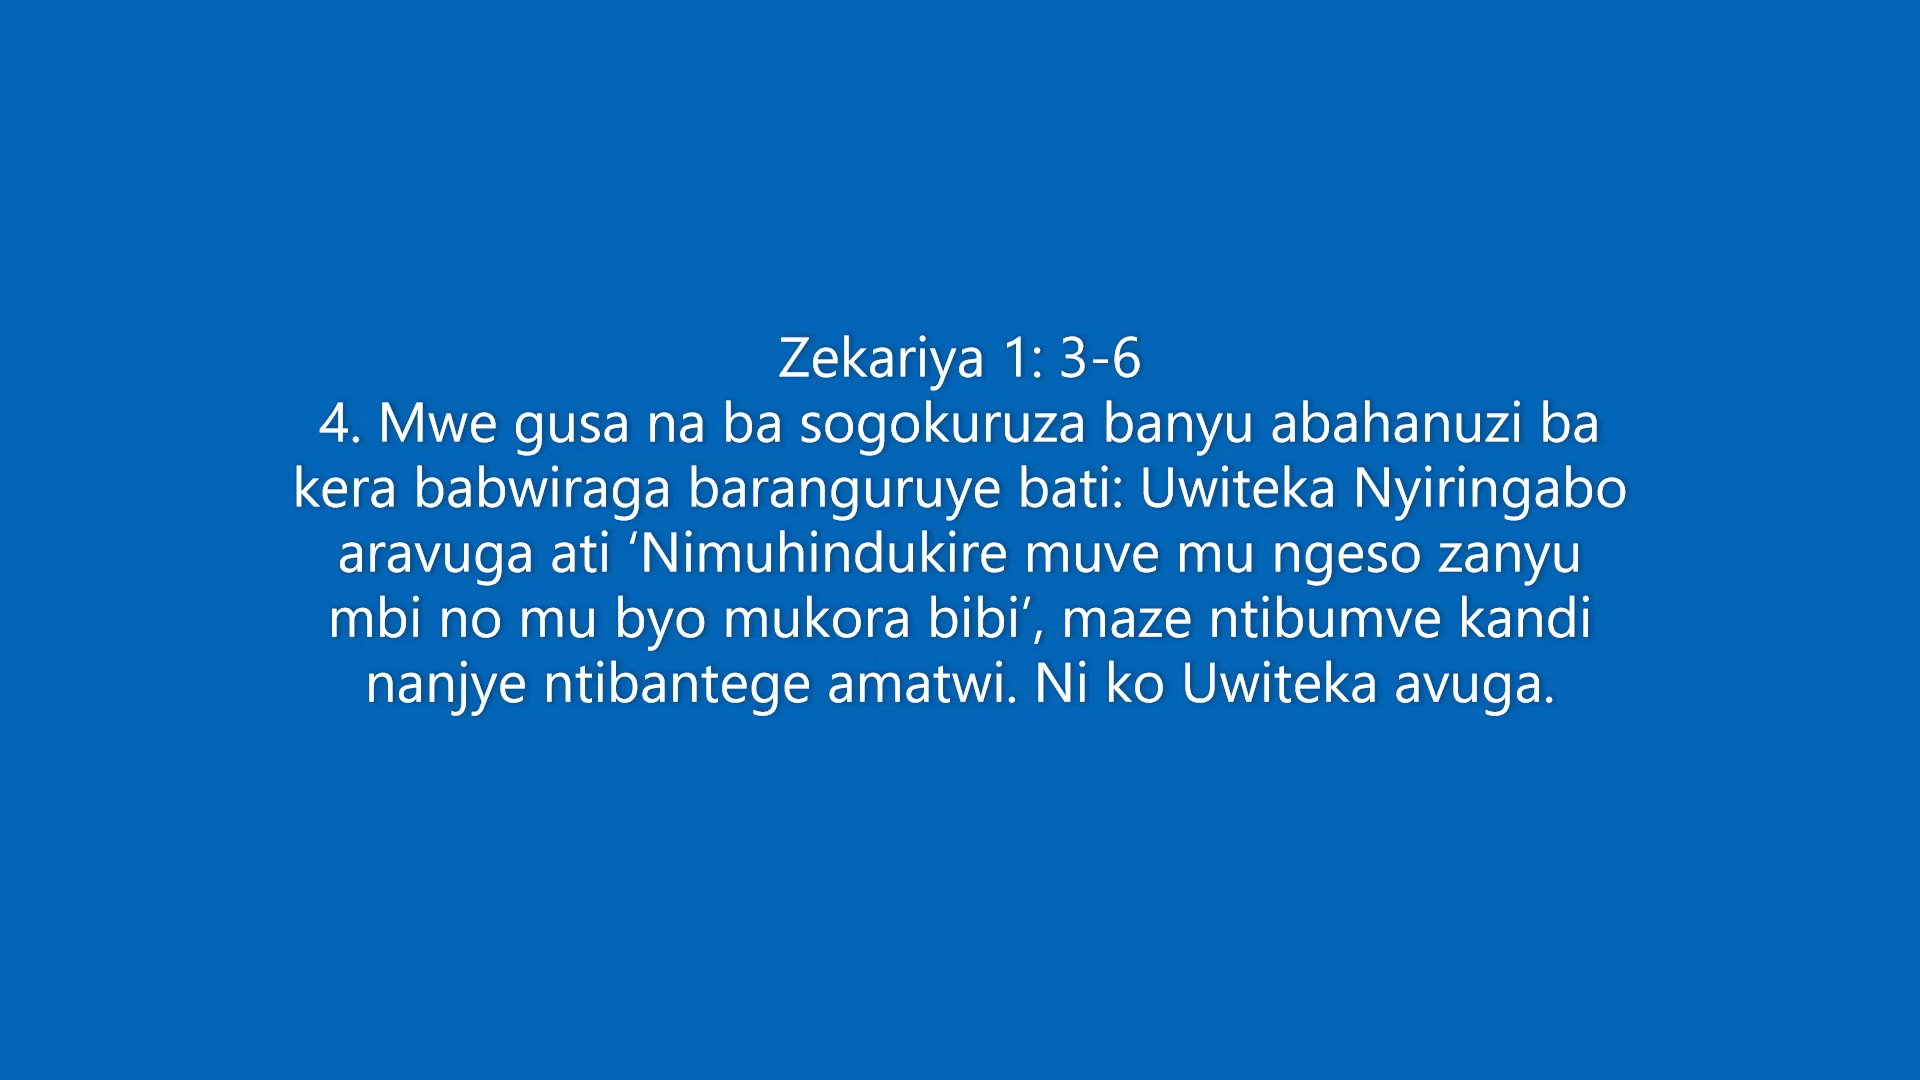 Zekariya 1: 3-6
4. Mwe gusa na ba sogokuruza banyu abahanuzi ba
kera babwiraga baranguruye bati: Uwiteka Nyiringabo
aravuga ati ‘Nimuhindukire muve mu ngeso zanyu
mbi no mu byo mukora bibi’, maze ntibumve kandi
nanjye ntibantege amatwi. Ni ko Uwiteka avuga.